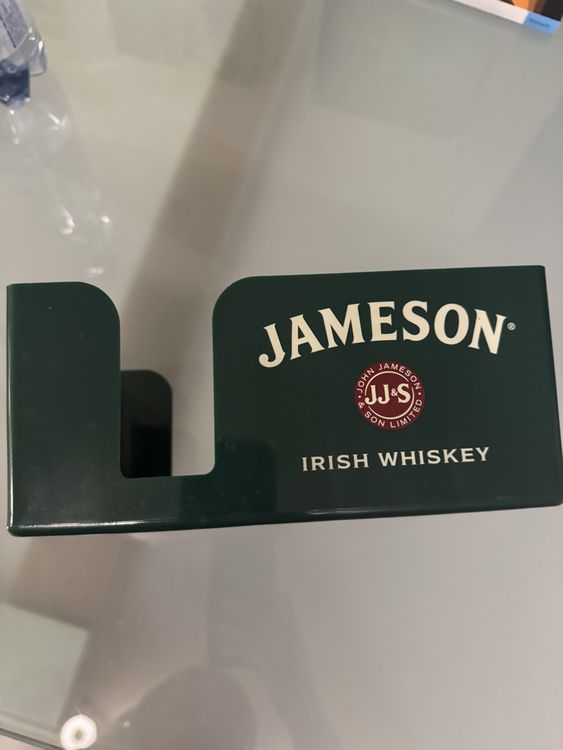 JAMESON®
JOHN JAMESON
JJ&S
& SON LIMITED
IRISH WHISKEY